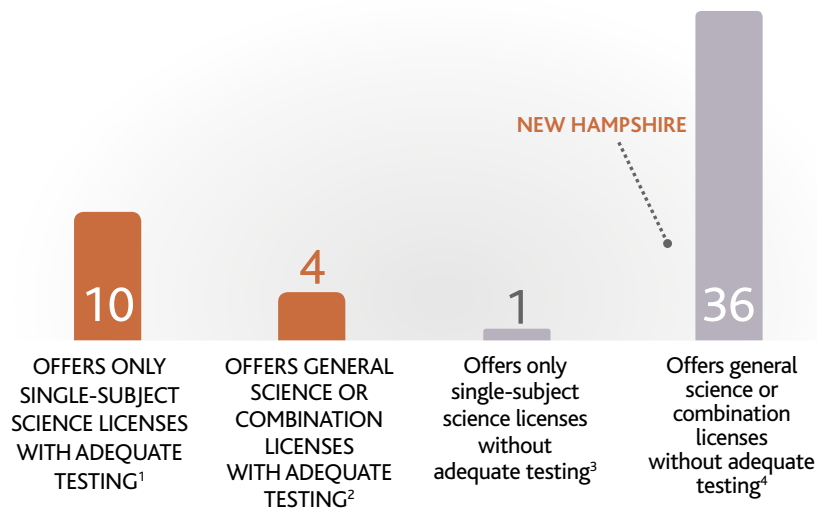 NEW HAMPSHIRE
10
4
1
36
OFFERS ONLY
SINGLE-SUBJECT
SCIENCE LICENSES
WITH ADEQUATE
TESTING¹
OFFERS GENERAL
SCIENCE OR
COMBINATION
LICENSES
WITH ADEQUATE
TESTING²
Offers only
single-subject
science licenses
without
adequate testing³
Offers general
science or
combination
licenses
without adequate
testing⁴